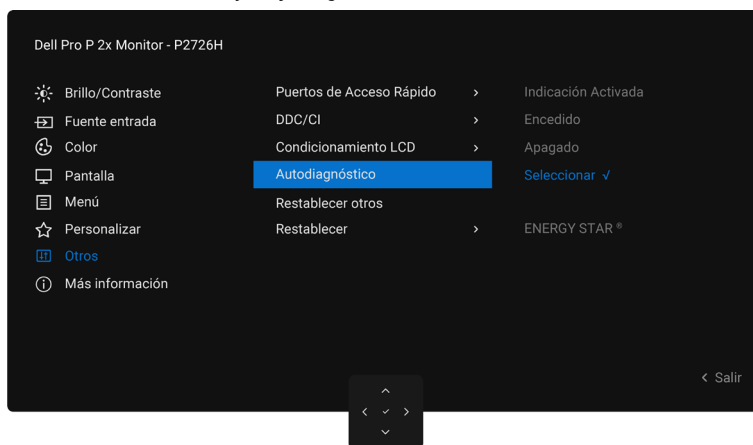 Dell Pro P 2x Monitor - P2726H
Brillo/Contraste
Fuente entrada
Color
Pantalla
Menú
Personalizar
Otros
Más información
Puertos de Acceso Rápido > Indicación Activada
DDC/CI > Encedido
Condicionamiento LCD > Apagado
Autodiagnóstico Seleccionar √
Restablecer otros
Restablecer > ENERGY STAR ®
< Salir